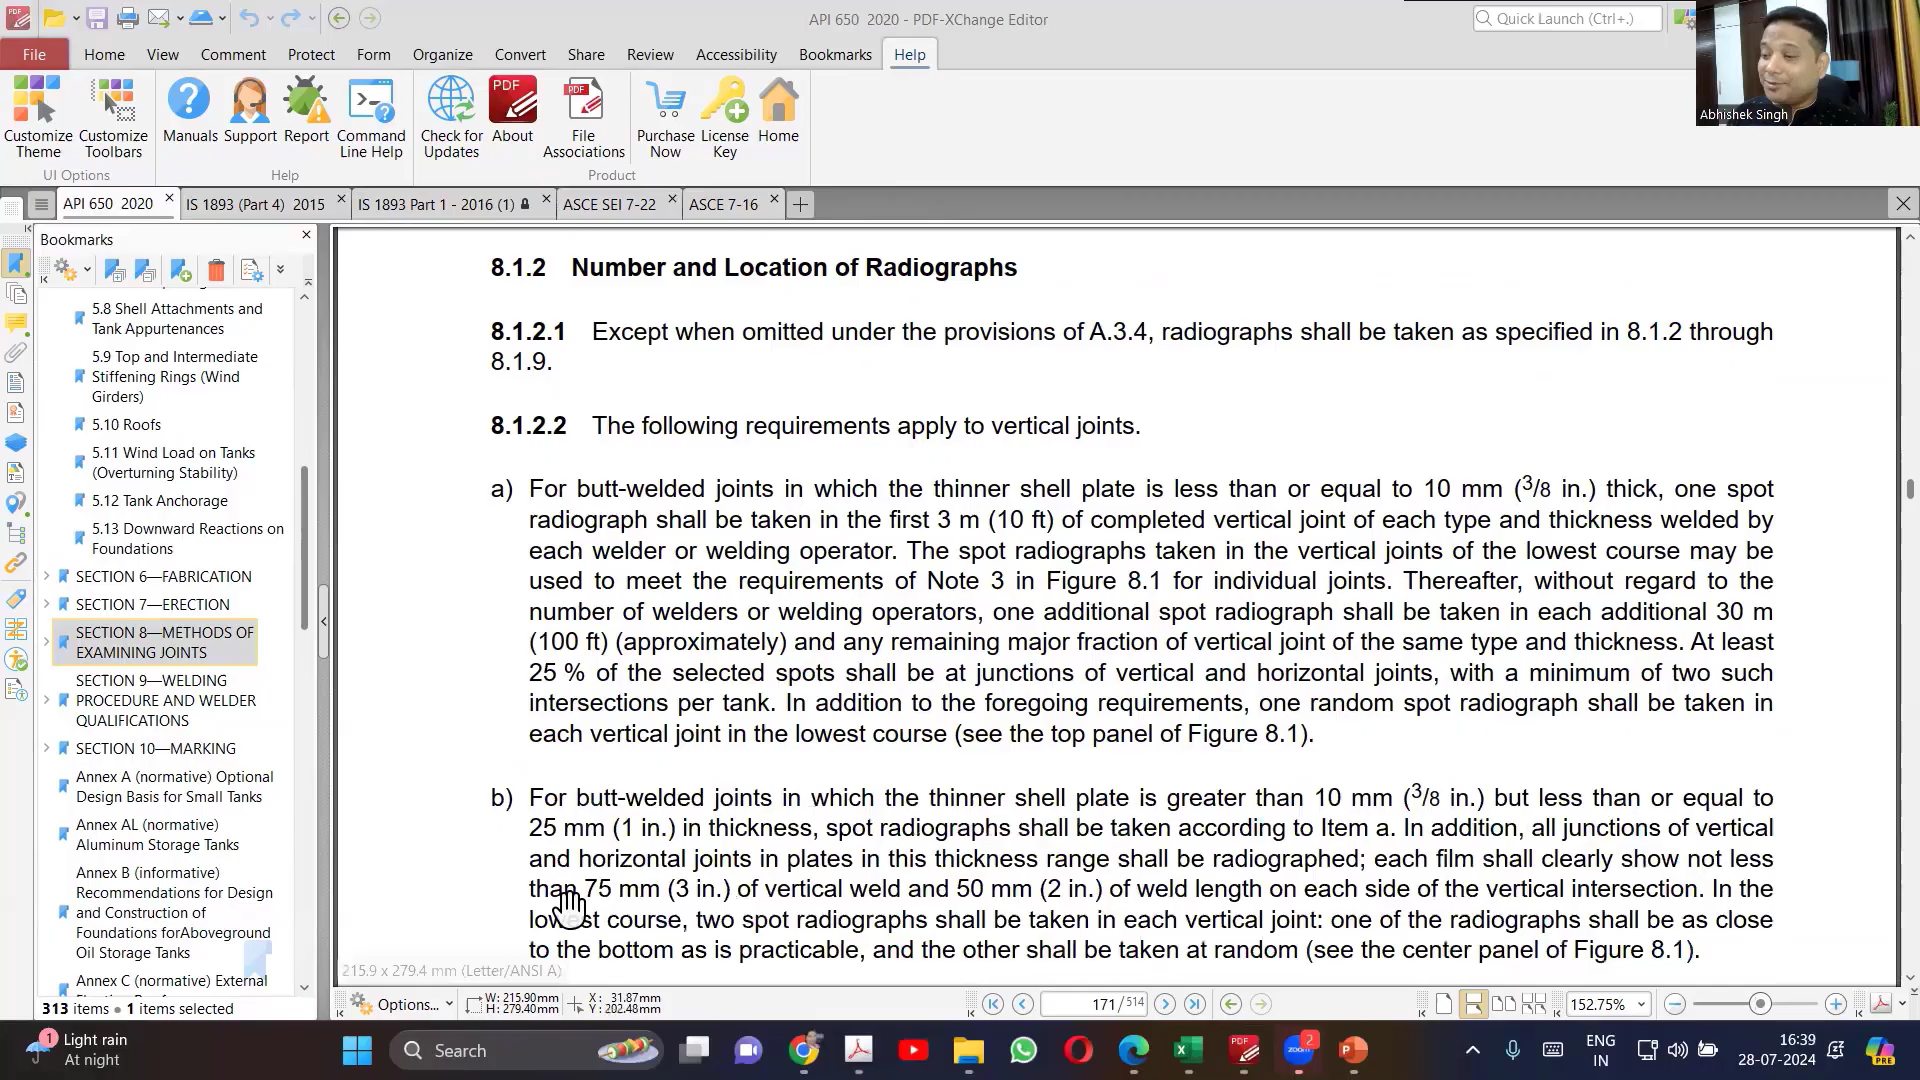 API 650 2020 - PDF-XChange Editor
Quick Launch (Ctrl+.)
File
Home
View
Comment
Protect
Form
Organize
Convert
Share
Review
Accessibility
Bookmarks
Help
Customize Theme
Customize Toolbars
Manuals
Support
Report
Command Line Help
Check for Updates
About
File Associations
Purchase Now
License Key
Home
UI Options
Help
Product
Abhishek Singh
API 650 2020
IS 1893 (Part 4) 2015
IS 1893 Part 1 - 2016 (1)
ASCE SEI 7-22
ASCE 7-16
Bookmarks
5.8 Shell Attachments and
Tank Appurtenances
5.9 Top and Intermediate
Stiffening Rings (Wind
Girders)
5.10 Roofs
5.11 Wind Load on Tanks
(Overturning Stability)
5.12 Tank Anchorage
5.13 Downward Reactions on
Foundations
SECTION 6—FABRICATION
SECTION 7—ERECTION
SECTION 8—METHODS OF
EXAMINING JOINTS
SECTION 9—WELDING
PROCEDURE AND WELDER
QUALIFICATIONS
SECTION 10—MARKING
Annex A (normative) Optional
Design Basis for Small Tanks
Annex AL (normative)
Aluminum Storage Tanks
Annex B (informative)
Recommendations for Design
and Construction of
Foundations forAboveground
Oil Storage Tanks
Annex C (normative) External
313 items • 1 items selected
8.1.2 Number and Location of Radiographs
8.1.2.1 Except when omitted under the provisions of A.3.4, radiographs shall be taken as specified in 8.1.2 through
8.1.9.
8.1.2.2 The following requirements apply to vertical joints.
a) For butt-welded joints in which the thinner shell plate is less than or equal to 10 mm (3/8 in.) thick, one spot
radiograph shall be taken in the first 3 m (10 ft) of completed vertical joint of each type and thickness welded by
each welder or welding operator. The spot radiographs taken in the vertical joints of the lowest course may be
used to meet the requirements of Note 3 in Figure 8.1 for individual joints. Thereafter, without regard to the
number of welders or welding operators, one additional spot radiograph shall be taken in each additional 30 m
(100 ft) (approximately) and any remaining major fraction of vertical joint of the same type and thickness. At least
25 % of the selected spots shall be at junctions of vertical and horizontal joints, with a minimum of two such
intersections per tank. In addition to the foregoing requirements, one random spot radiograph shall be taken in
each vertical joint in the lowest course (see the top panel of Figure 8.1).
b) For butt-welded joints in which the thinner shell plate is greater than 10 mm (3/8 in.) but less than or equal to
25 mm (1 in.) in thickness, spot radiographs shall be taken according to Item a. In addition, all junctions of vertical
and horizontal joints in plates in this thickness range shall be radiographed; each film shall clearly show not less
than 75 mm (3 in.) of vertical weld and 50 mm (2 in.) of weld length on each side of the vertical intersection. In the
lowest course, two spot radiographs shall be taken in each vertical joint: one of the radiographs shall be as close
to the bottom as is practicable, and the other shall be taken at random (see the center panel of Figure 8.1).
215.9 x 279.4 mm (Letter/ANSI A)
Options...
W: 215.90mm
H: 279.40mm
X: 31.87mm
Y: 202.48mm
171 / 514
152.75%
1
Light rain
At night
Search
zoom
2
PDF
ENG
IN
16:39
28-07-2024
PRE